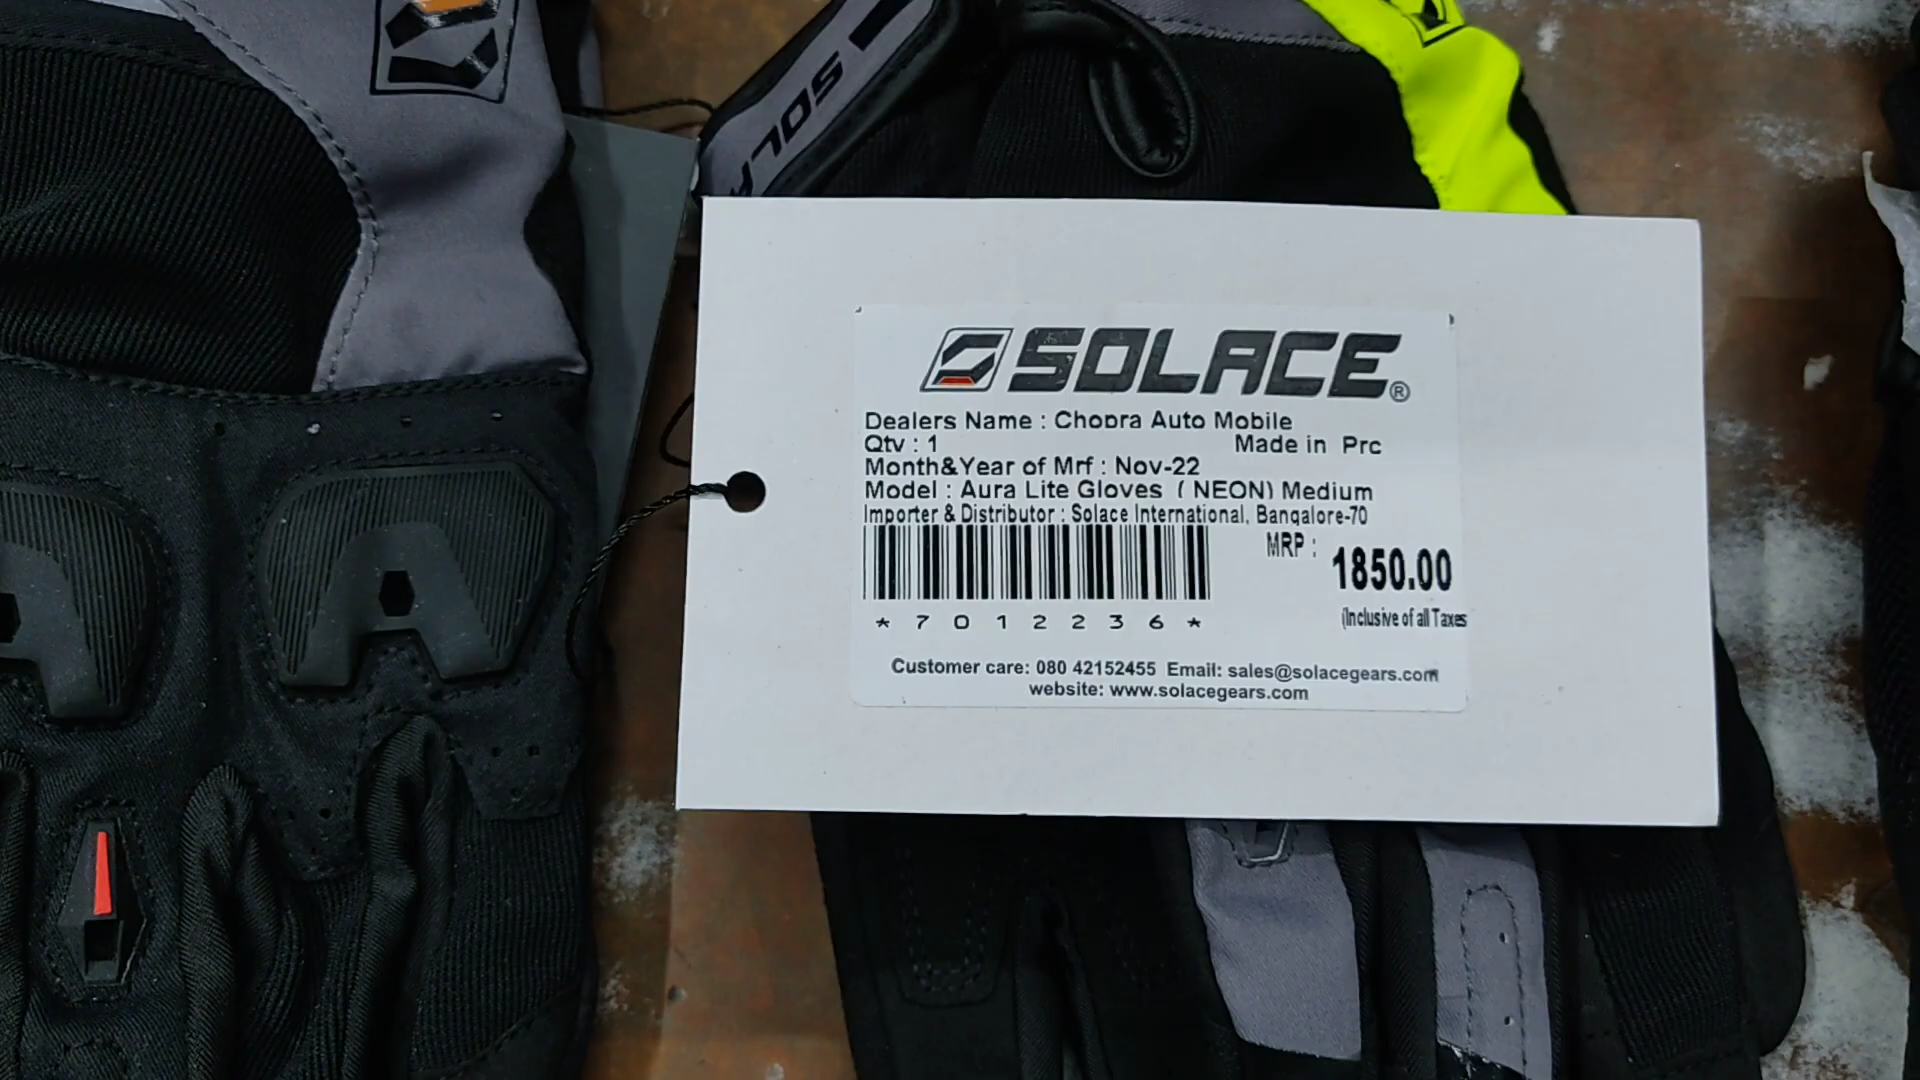 SOLA
SOLACE®
Dealers Name : Chopra Auto Mobile
Qty : 1 Made in Prc
Month&Year of Mrf : Nov-22
Model : Aura Lite Gloves ( NEON) Medium
Importer & Distributor : Solace International, Bangalore-70
MRP : 1850.00
(Inclusive of all Taxes
* 7 0 1 2 2 3 6 *
Customer care: 080 42152455 Email: sales@solacegears.com
website: www.solacegears.com